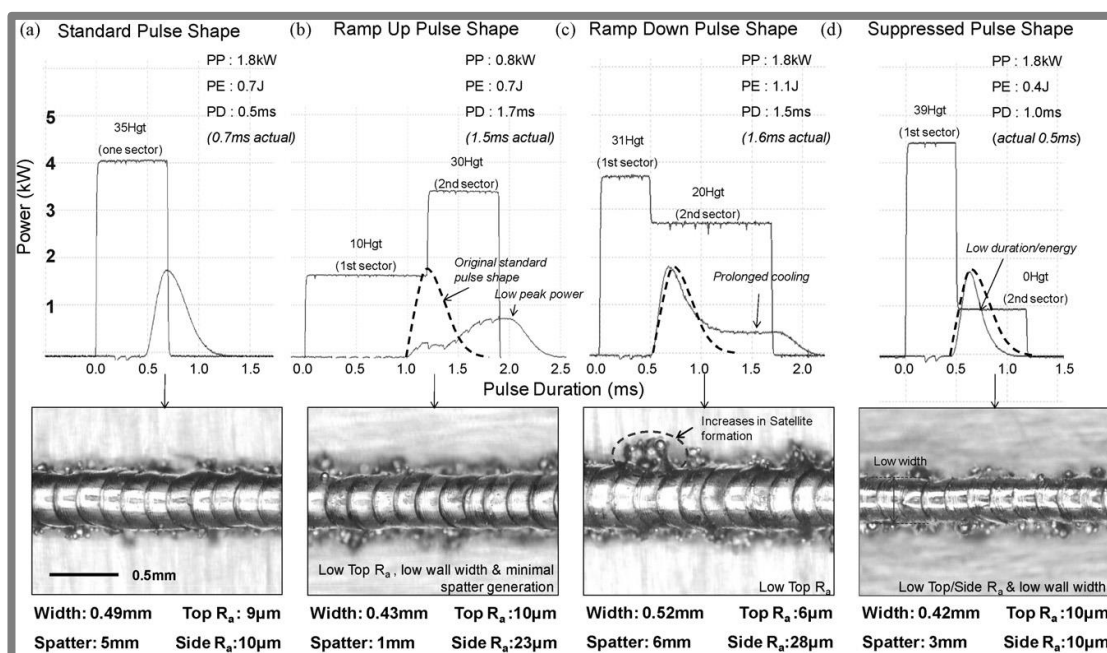 (a) Standard Pulse Shape
PP : 1.8kW
PE : 0.7J
PD : 0.5ms
(0.7ms actual)
35Hgt
(one sector)
(b) Ramp Up Pulse Shape
PP : 0.8kW
PE : 0.7J
PD : 1.7ms
(1.5ms actual)
30Hgt
(2nd sector)
10Hgt
(1st sector)
Original standard
pulse shape
Low peak power
(c) Ramp Down Pulse Shape
PP : 1.8kW
PE : 1.1J
PD : 1.5ms
(1.6ms actual)
31Hgt
(1st sector)
20Hgt
(2nd sector)
Prolonged cooling
(d) Suppressed Pulse Shape
PP : 1.8kW
PE : 0.4J
PD : 1.0ms
(actual 0.5ms)
39Hgt
(1st sector)
Low duration/energy
0Hgt
(2nd sector)
Power (kW)
5
4
3
2
1
0.0 0.5 1.0 1.5
0.0 0.5 1.0 1.5 2.0 2.5
0.0 0.5 1.0 1.5 2.0
0.0 0.5 1.0 1.5
Pulse Duration (ms)
0.5mm
Low Top Ra , low wall width & minimal
spatter generation
Increases in Satellite
formation
Low Top Ra
Low width
Low Top/Side Ra & low wall width
Width: 0.49mm Top Ra: 9µm
Spatter: 5mm Side Ra:10µm
Width: 0.43mm Top Ra:10µm
Spatter: 1mm Side Ra:23µm
Width: 0.52mm Top Ra:6µm
Spatter: 6mm Side Ra:28µm
Width: 0.42mm Top Ra:10µm
Spatter: 3mm Side Ra:10µm